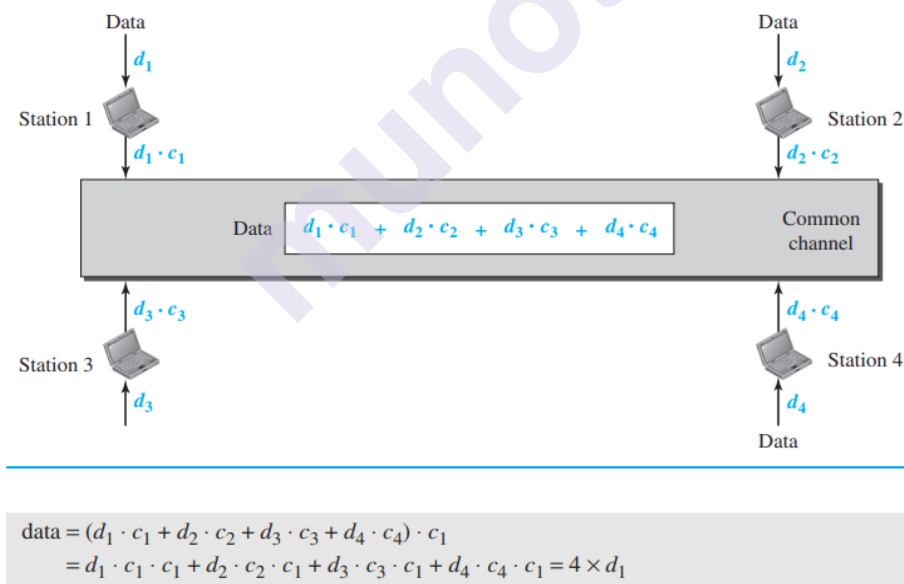 Data Data
d₁ d₂
Station 1 Station 2
d₁ · c₁ d₂ · c₂
Data d₁ · c₁ + d₂ · c₂ + d₃ · c₃ + d₄ · c₄ Common
channel
d₃ · c₃ d₄ · c₄
Station 3 Station 4
d₃ d₄
Data
data = (d₁ · c₁ + d₂ · c₂ + d₃ · c₃ + d₄ · c₄) · c₁
= d₁ · c₁ · c₁ + d₂ · c₂ · c₁ + d₃ · c₃ · c₁ + d₄ · c₄ · c₁ = 4 × d₁